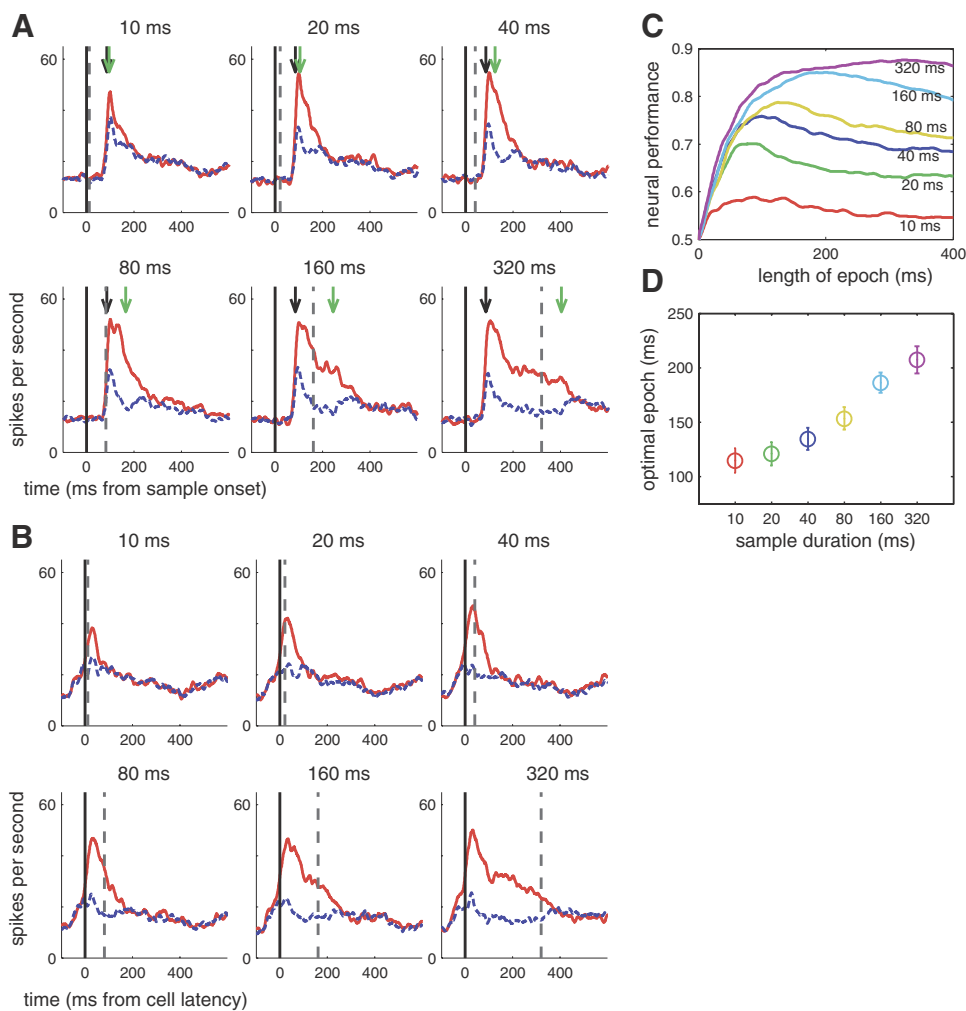 A
10 ms
20 ms
40 ms
60
0
0
200
400
60
0
0
200
400
60
0
0
200
400
80 ms
160 ms
320 ms
spikes per second
60
0
0
200
400
60
0
0
200
400
60
0
0
200
400
time (ms from sample onset)
B
10 ms
20 ms
40 ms
60
0
0
200
400
60
0
0
200
400
60
0
0
200
400
80 ms
160 ms
320 ms
spikes per second
60
0
0
200
400
60
0
0
200
400
60
0
0
200
400
time (ms from cell latency)
C
neural performance
0.9
0.8
0.7
0.6
0.5
320 ms
160 ms
80 ms
40 ms
20 ms
10 ms
0
200
400
length of epoch (ms)
D
optimal epoch (ms)
250
200
150
100
10
20
40
80
160
320
sample duration (ms)